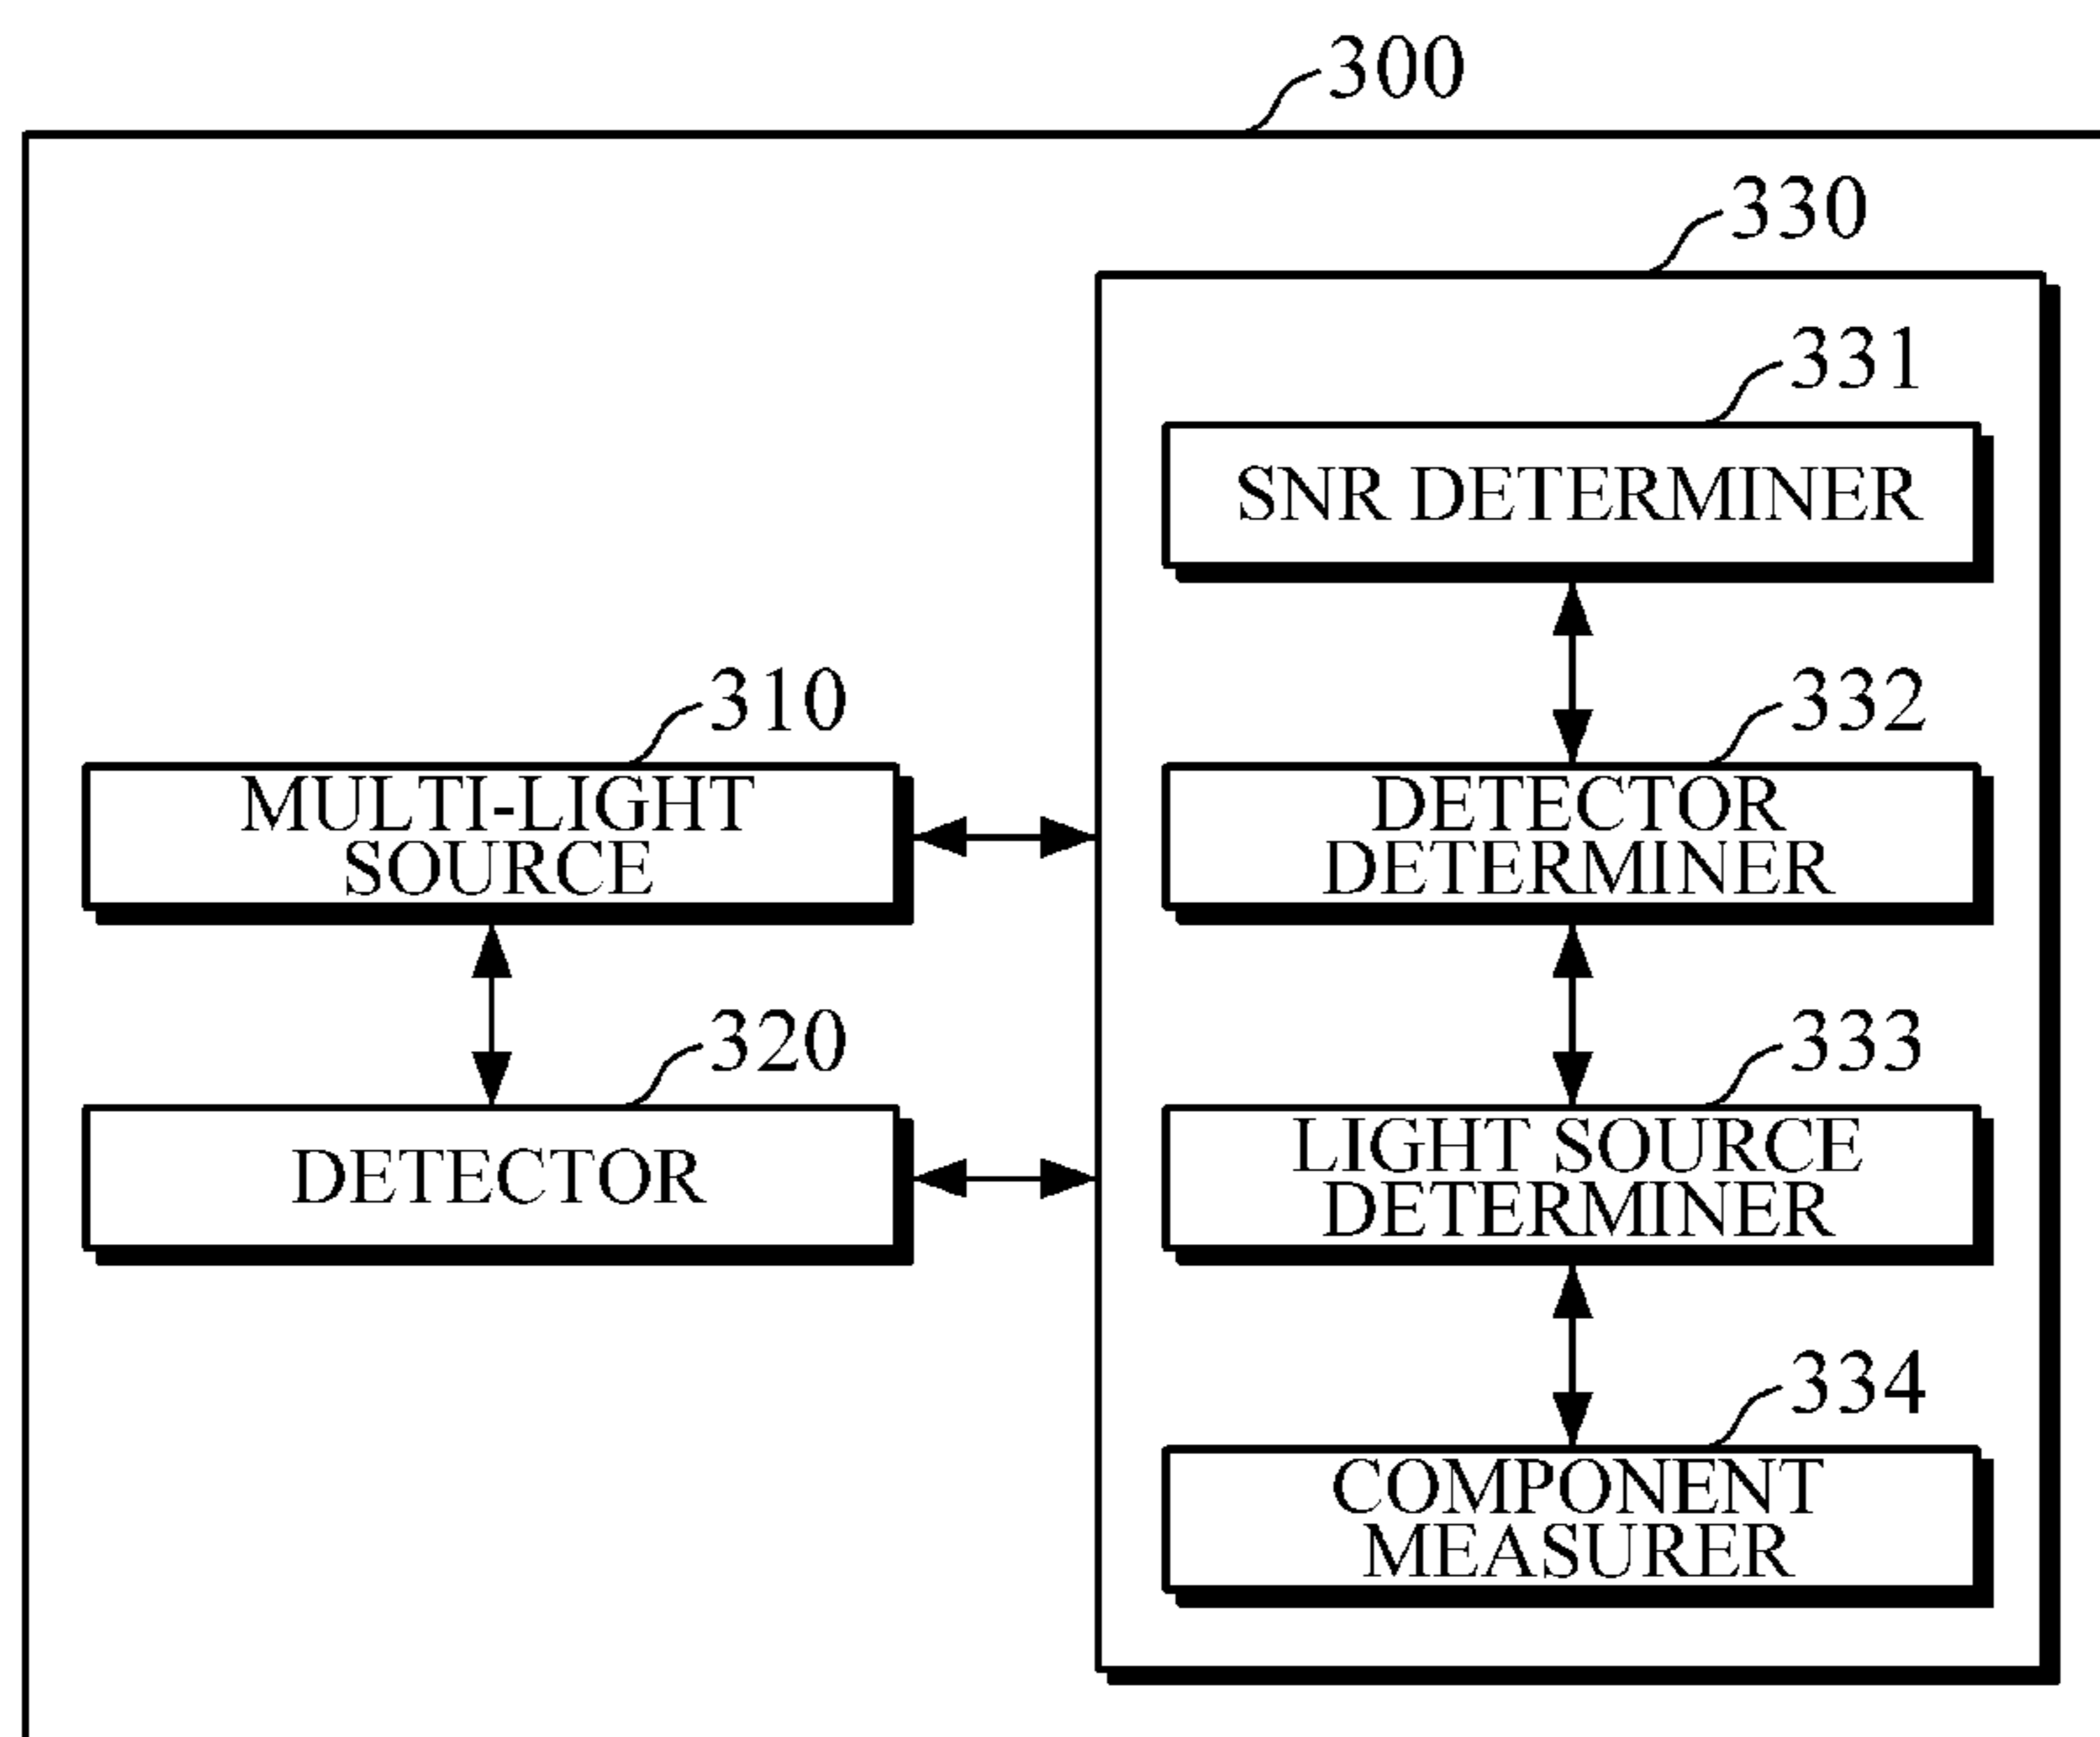 300
330
331
SNR DETERMINER
310
MULTI-LIGHT
SOURCE
332
DETECTOR
DETERMINER
320
DETECTOR
333
LIGHT SOURCE
DETERMINER
334
COMPONENT
MEASURER